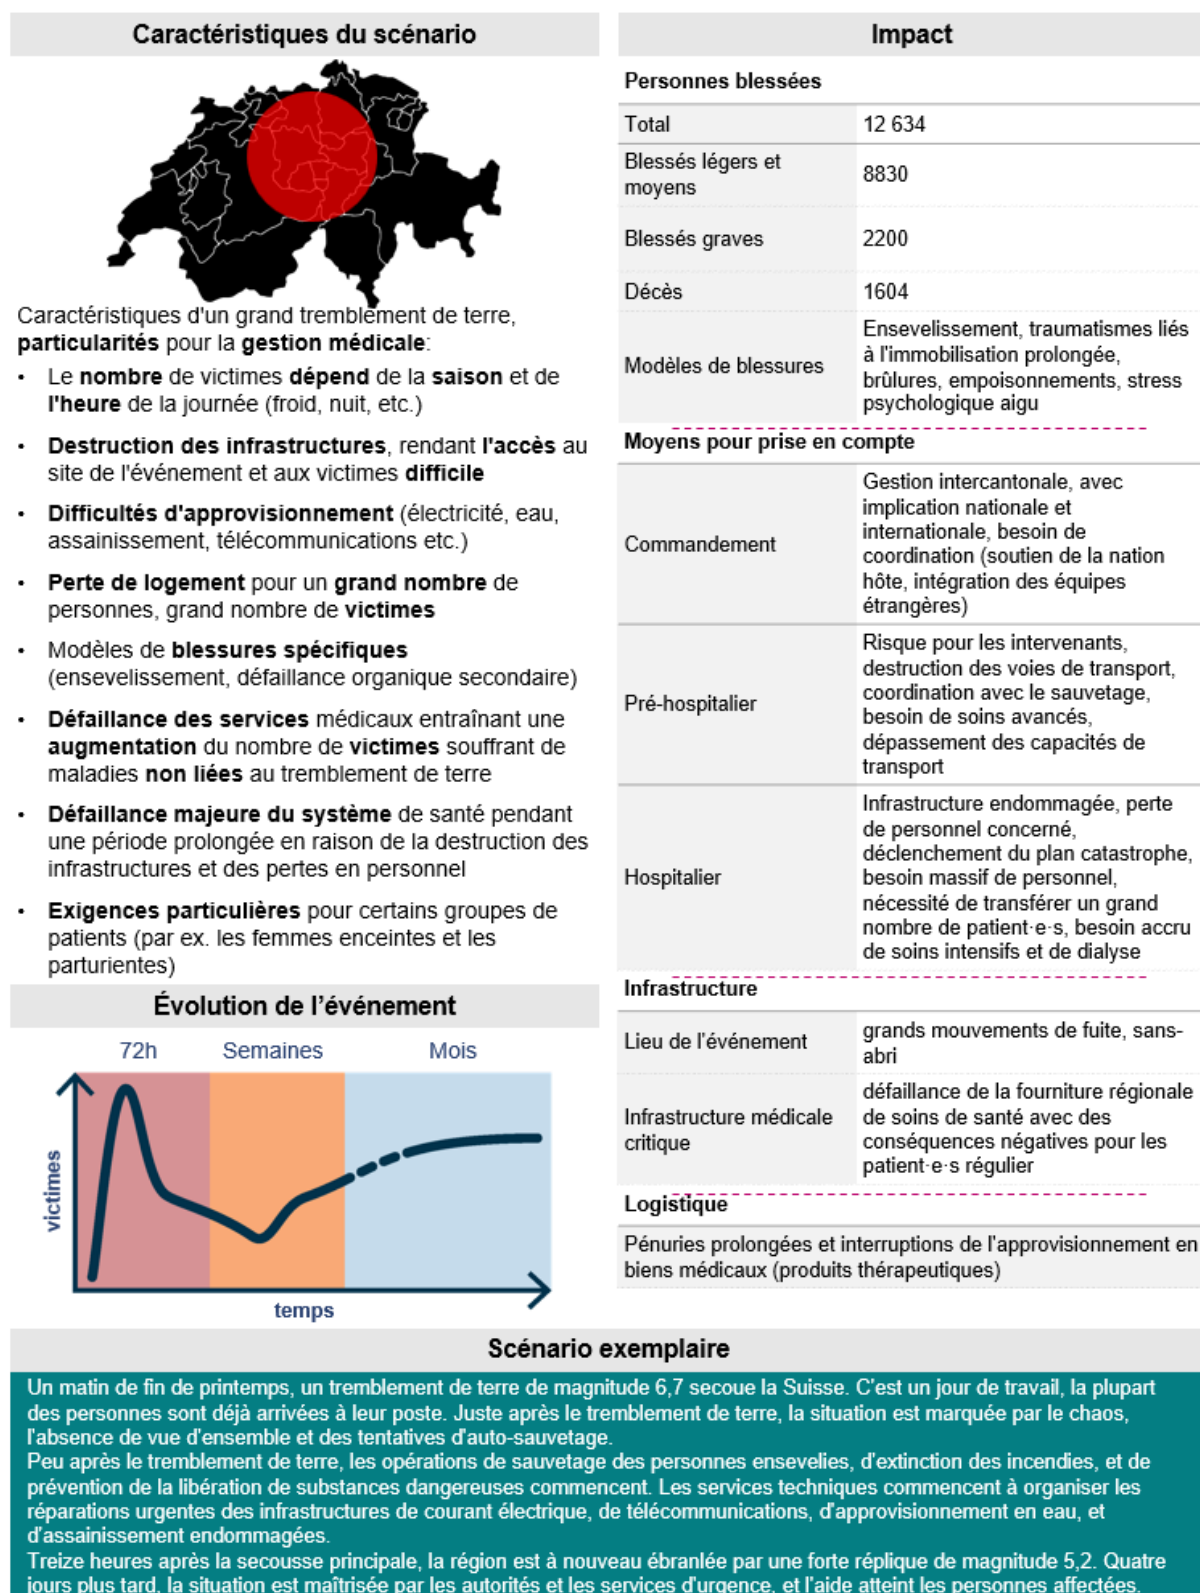 Caractéristiques du scénario
Caractéristiques d'un grand tremblement de terre,
particularités pour la gestion médicale:
• Le nombre de victimes dépend de la saison et de
l'heure de la journée (froid, nuit, etc.)
• Destruction des infrastructures, rendant l'accès au
site de l'événement et aux victimes difficile
• Difficultés d'approvisionnement (électricité, eau,
assainissement, télécommunications etc.)
• Perte de logement pour un grand nombre de
personnes, grand nombre de victimes
• Modèles de blessures spécifiques
(ensevelissement, défaillance organique secondaire)
• Défaillance des services médicaux entraînant une
augmentation du nombre de victimes souffrant de
maladies non liées au tremblement de terre
• Défaillance majeure du système de santé pendant
une période prolongée en raison de la destruction des
infrastructures et des pertes en personnel
• Exigences particulières pour certains groupes de
patients (par ex. les femmes enceintes et les
parturientes)
Évolution de l'événement
72h Semaines Mois
victimes
temps
Impact
Personnes blessées
Total 12 634
Blessés légers et
moyens
8830
Blessés graves 2200
Décès 1604
Modèles de blessures
Ensevelissement, traumatismes liés
à l'immobilisation prolongée,
brûlures, empoisonnements, stress
psychologique aigu
Moyens pour prise en compte
Commandement
Gestion intercantonale, avec
implication nationale et
internationale, besoin de
coordination (soutien de la nation
hôte, intégration des équipes
étrangères)
Pré-hospitalier
Risque pour les intervenants,
destruction des voies de transport,
coordination avec le sauvetage,
besoin de soins avancés,
dépassement des capacités de
transport
Hospitalier
Infrastructure endommagée, perte
de personnel concerné,
déclenchement du plan catastrophe,
besoin massif de personnel,
nécessité de transférer un grand
nombre de patient·e·s, besoin accru
de soins intensifs et de dialyse
Infrastructure
Lieu de l'événement
grands mouvements de fuite, sans-
abri
Infrastructure médicale
critique
défaillance de la fourniture régionale
de soins de santé avec des
conséquences négatives pour les
patient·e·s régulier
Logistique
Pénuries prolongées et interruptions de l'approvisionnement en
biens médicaux (produits thérapeutiques)
Scénario exemplaire
Un matin de fin de printemps, un tremblement de terre de magnitude 6,7 secoue la Suisse. C'est un jour de travail, la plupart
des personnes sont déjà arrivées à leur poste. Juste après le tremblement de terre, la situation est marquée par le chaos,
l'absence de vue d'ensemble et des tentatives d'auto-sauvetage.
Peu après le tremblement de terre, les opérations de sauvetage des personnes ensevelies, d'extinction des incendies, et de
prévention de la libération de substances dangereuses commencent. Les services techniques commencent à organiser les
réparations urgentes des infrastructures de courant électrique, de télécommunications, d'approvisionnement en eau, et
d'assainissement endommagées.
Treize heures après la secousse principale, la région est à nouveau ébranlée par une forte réplique de magnitude 5,2. Quatre
jours plus tard, la situation est maîtrisée par les autorités et les services d'urgence, et l'aide atteint les personnes affectées.